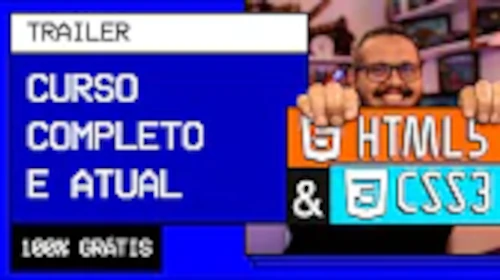 TRAILER
CURSO
COMPLETO
E ATUAL
HTML5
& CSS3
100% GRÁTIS